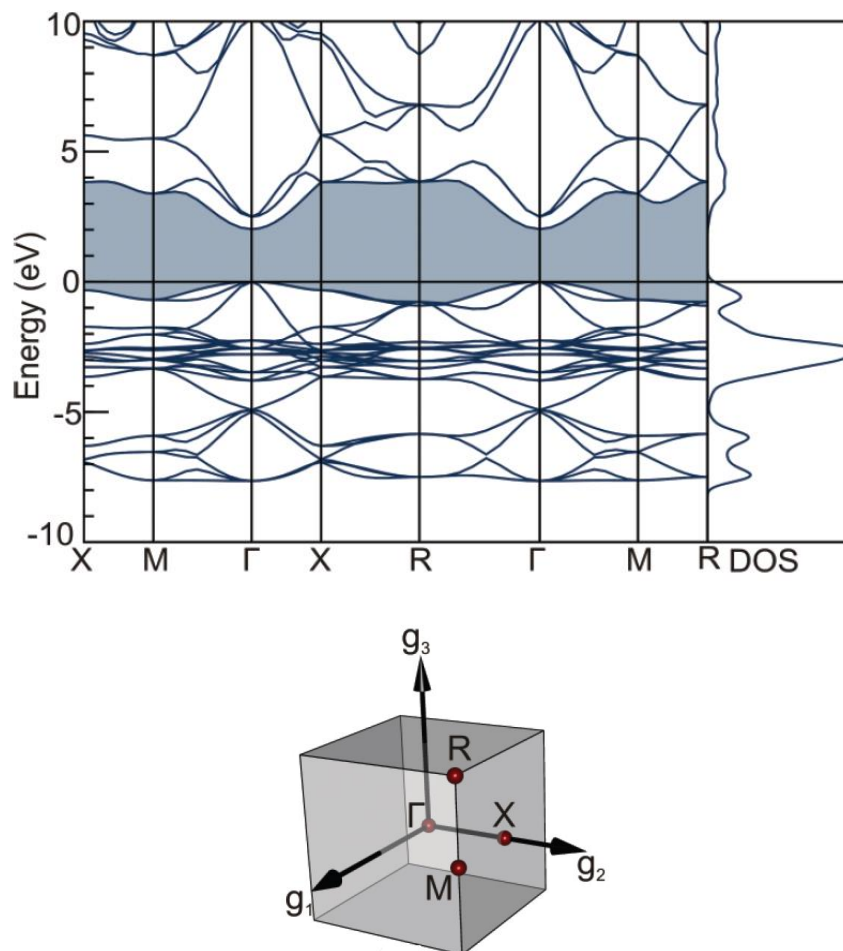 10
5
0
-5
-10
Energy (eV)
X M Γ X R Γ M R DOS
g₃
R
Γ X
g₂
M
g₁